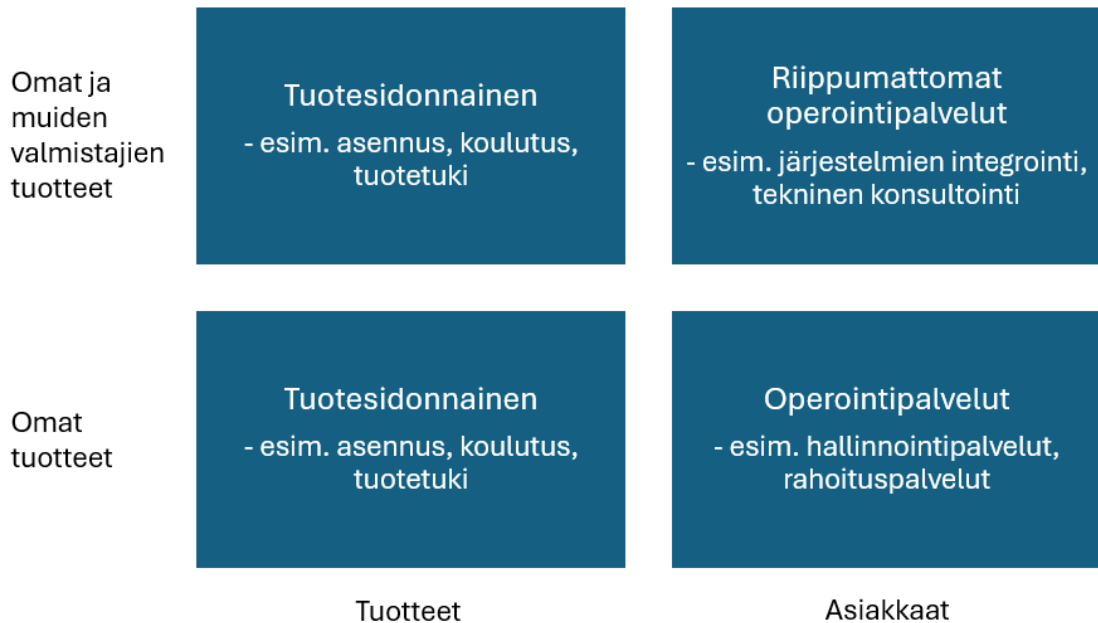 Omat ja
muiden
valmistajien
tuotteet
Tuotesidonnainen
- esim. asennus, koulutus,
tuotetuki
Riippumattomat
operointipalvelut
- esim. järjestelmien integrointi,
tekninen konsultointi
Omat
tuotteet
Tuotesidonnainen
- esim. asennus, koulutus,
tuotetuki
Operointipalvelut
- esim. hallinnointipalvelut,
rahoituspalvelut
Tuotteet
Asiakkaat